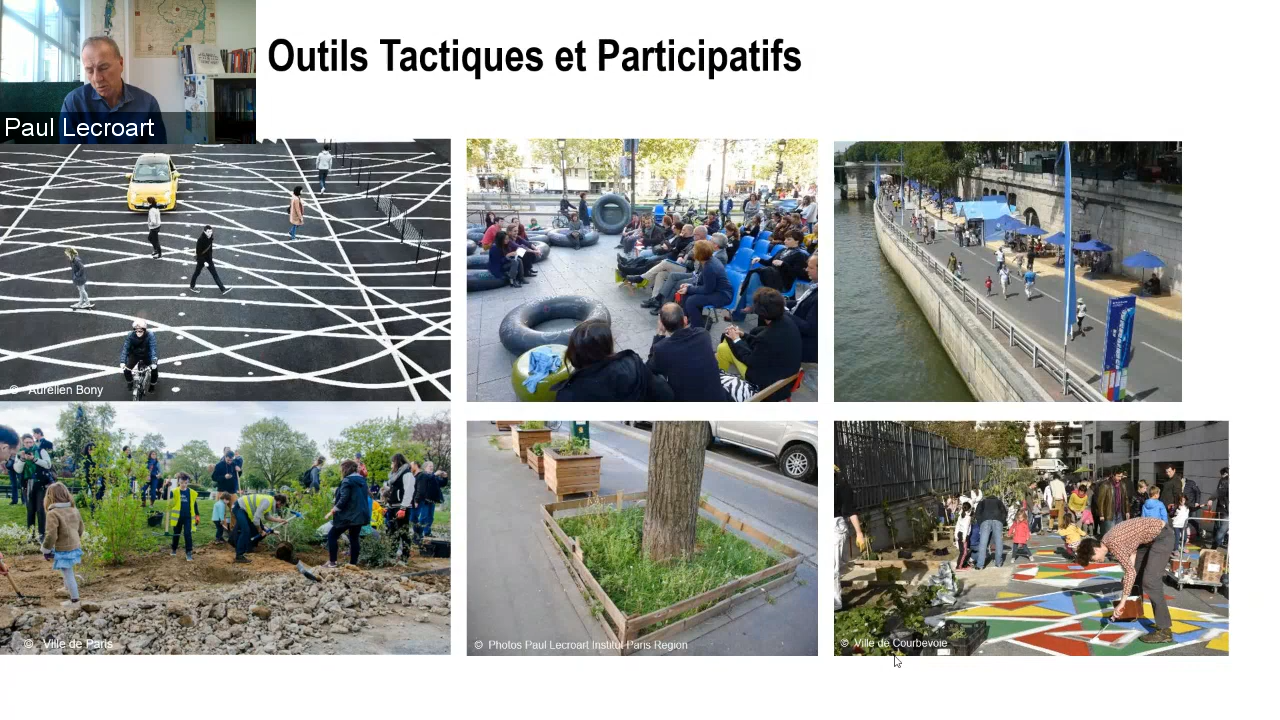 Outils Tactiques et Participatifs
Paul Lecroart
© Aurélien Bony
© Ville de Paris
© Photos Paul Lecroart Institut Paris Region
© Ville de Courbevoie